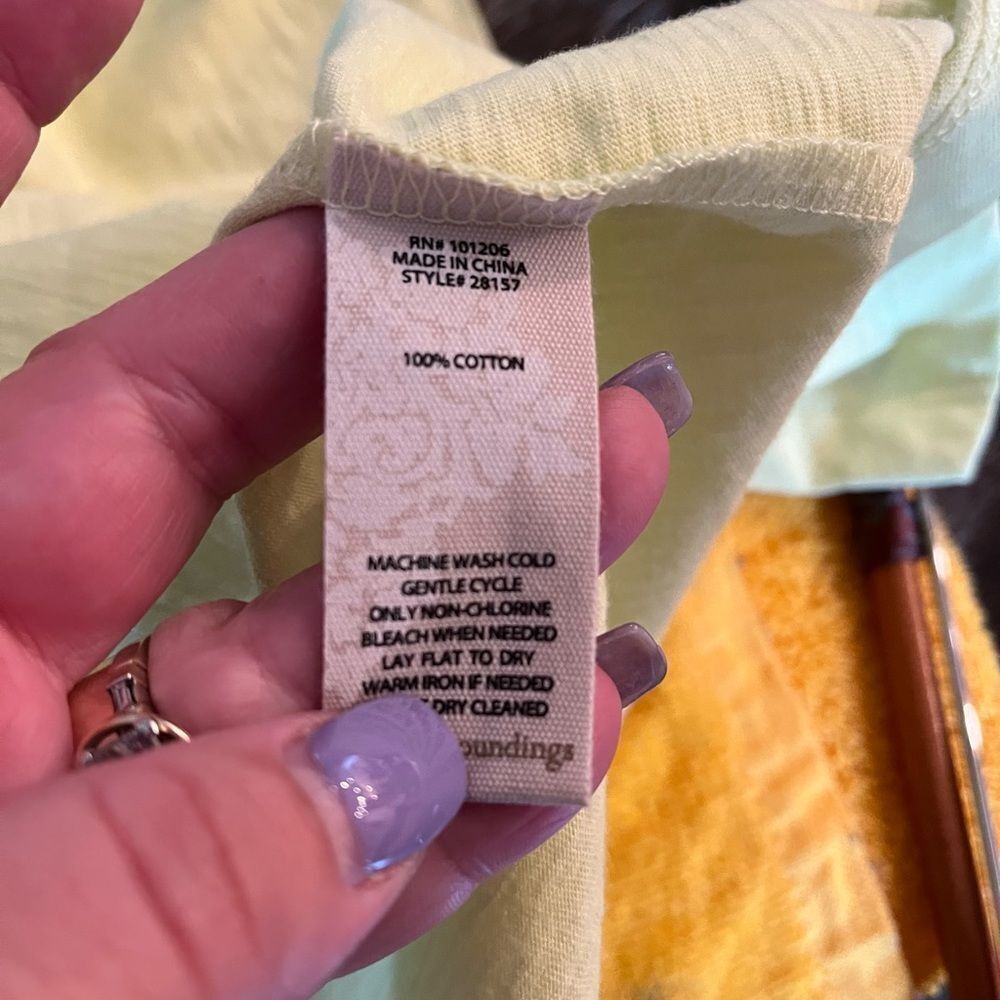 RN# 101206
MADE IN CHINA
STYLE# 28157
100% COTTON
MACHINE WASH COLD
GENTLE CYCLE
ONLY NON-CHLORINE
BLEACH WHEN NEEDED
LAY FLAT TO DRY
WARM IRON IF NEEDED
DRY CLEANED
oundings